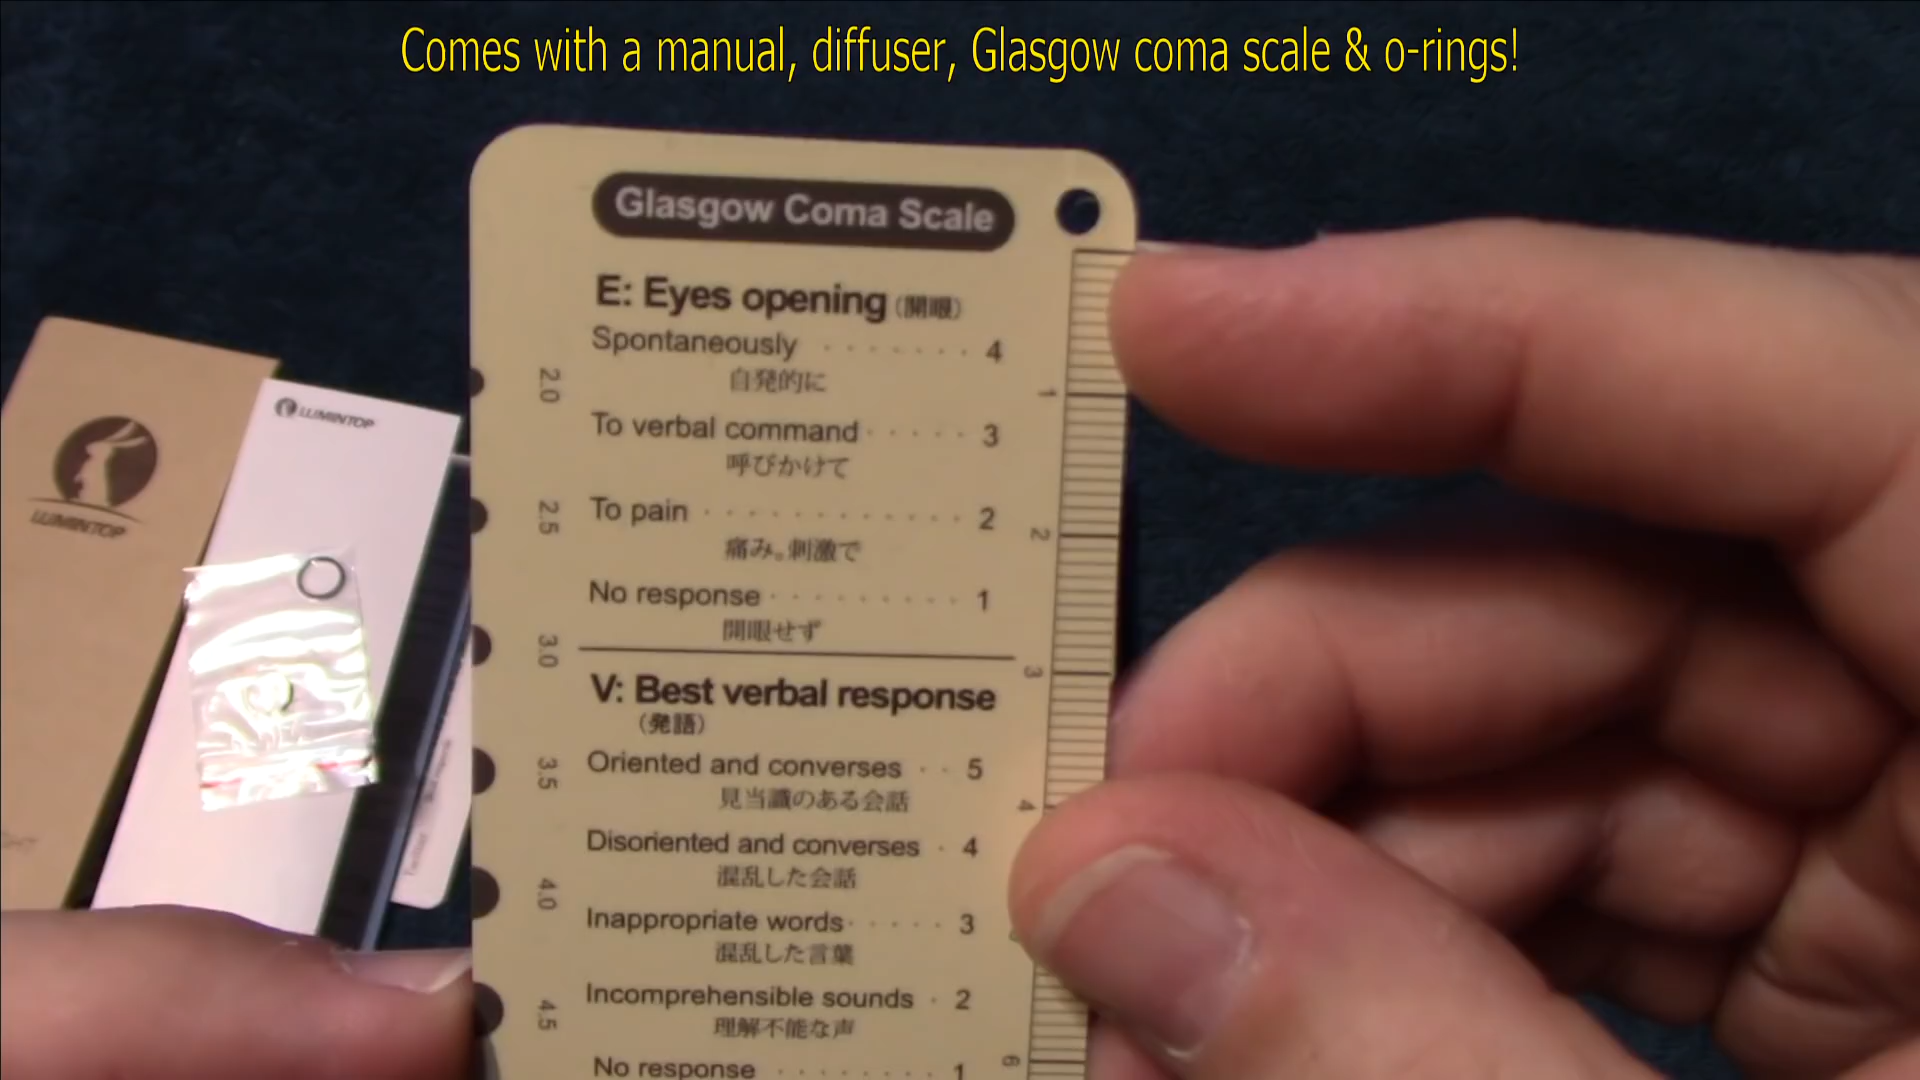 Comes with a manual, diffuser, Glasgow coma scale & o-rings!
Glasgow Coma Scale
E: Eyes opening (開眼)
Spontaneously ······· 4
自発的に
To verbal command ····· 3
呼びかけて
To pain ············ 2
痛み。刺激で
No response ········· 1
開眼せず
V: Best verbal response
(発語)
Oriented and converses ·· 5
見当識のある会話
Disoriented and converses · 4
混乱した会話
Inappropriate words ····· 3
混乱した言葉
Incomprehensible sounds · 2
理解不能な声
No response ········ 1
2.0
2.5
3.0
3.5
4.0
4.5
1
2
3
4
6
LUMINTOP
LUMINTOP